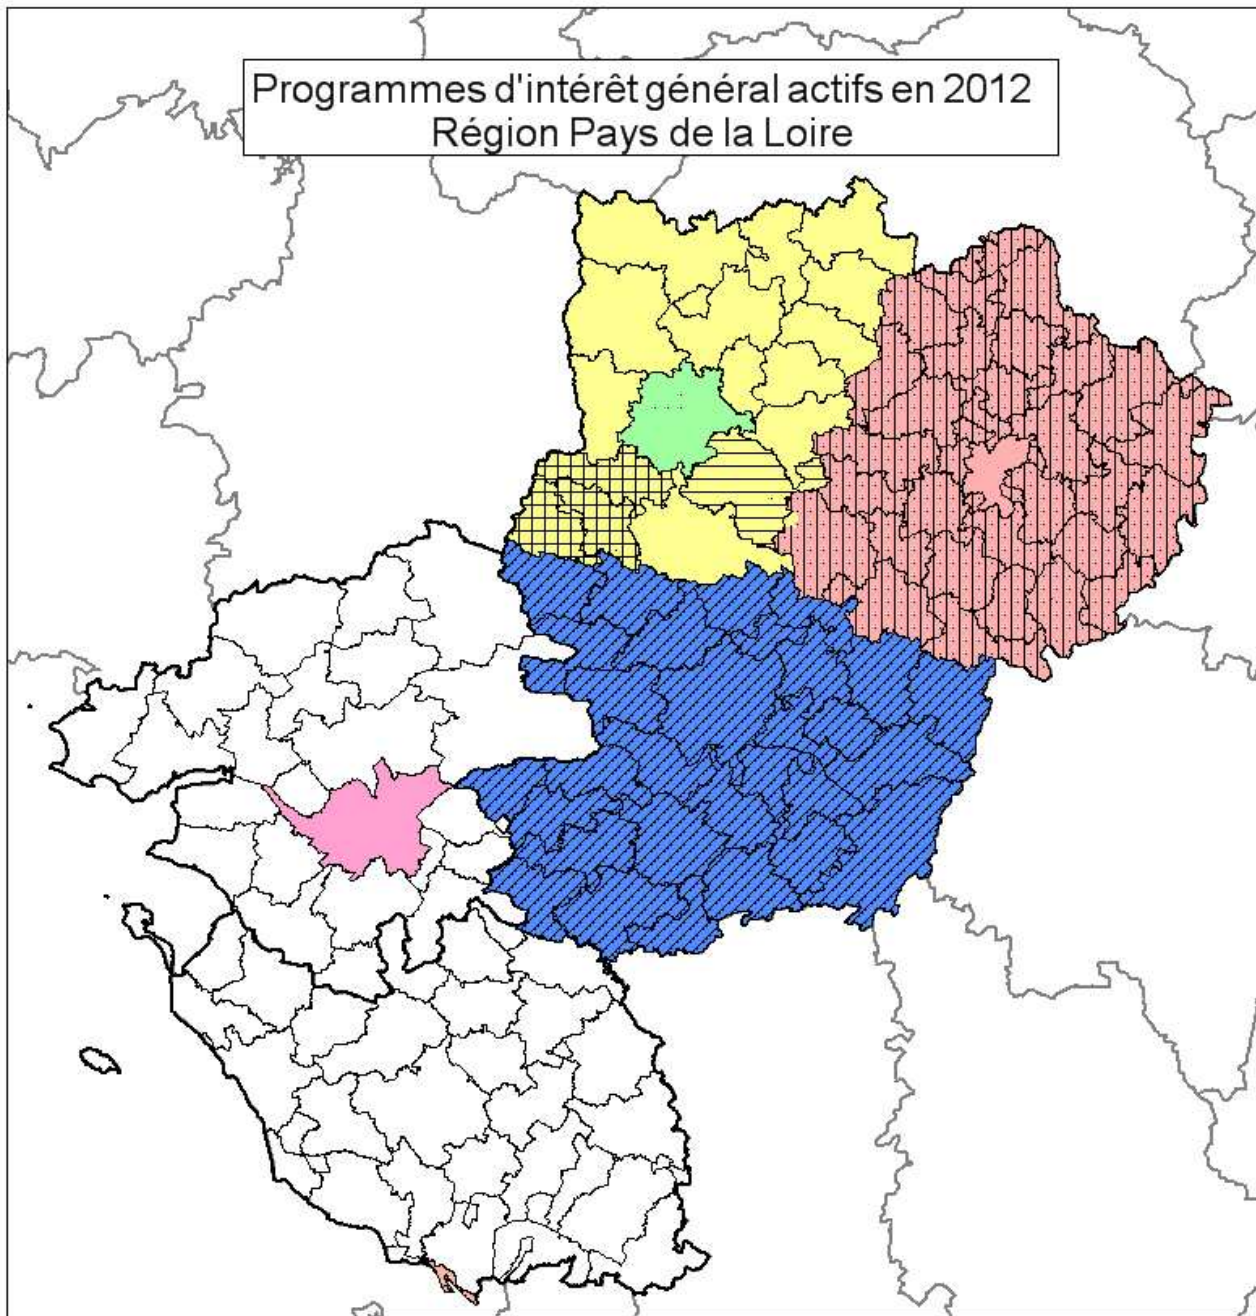 Programmes d'intérêt général actifs en 2012
Région Pays de la Loire